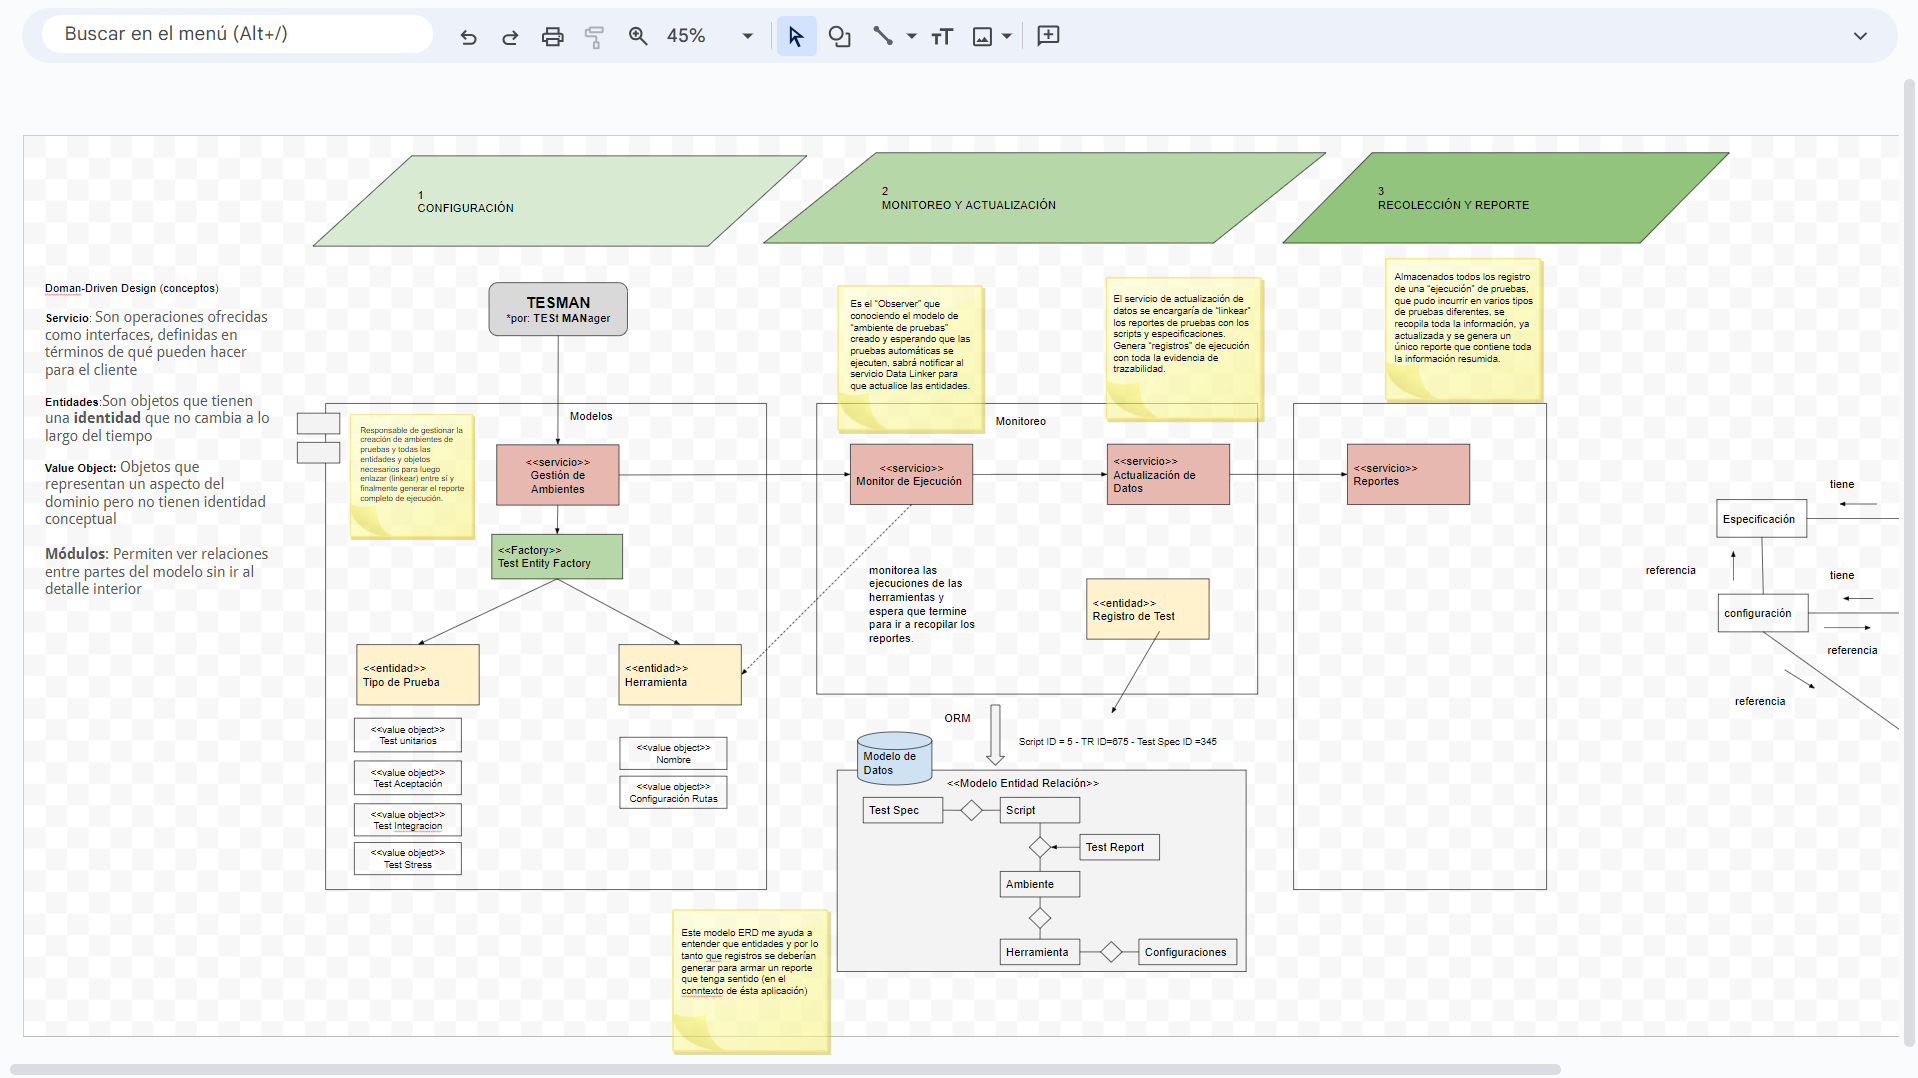 Buscar en el menú (Alt+/)
45%
1
CONFIGURACIÓN
2
MONITOREO Y ACTUALIZACIÓN
3
RECOLECCIÓN Y REPORTE
Doman-Driven Design (conceptos)
Servicio: Son operaciones ofrecidas
como interfaces, definidas en
términos de qué pueden hacer
para el cliente
Entidades:Son objetos que tienen
una identidad que no cambia a lo
largo del tiempo
Value Object: Objetos que
representan un aspecto del
dominio pero no tienen identidad
conceptual
Módulos: Permiten ver relaciones
entre partes del modelo sin ir al
detalle interior
TESMAN
*por: TESt MANager
Modelos
Responsable de gestionar la
creación de ambientes de
pruebas y todas las
entidades y objetos
necesarios para luego
enlazar (linkear) entre sí y
finalmente generar el reporte
completo de ejecución.
<<servicio>>
Gestión de
Ambientes
<<Factory>>
Test Entity Factory
<<entidad>>
Tipo de Prueba
<<entidad>>
Herramienta
<<value object>>
Test unitarios
<<value object>>
Test Aceptación
<<value object>>
Test Integracion
<<value object>>
Test Stress
<<value object>>
Nombre
<<value object>>
Configuración Rutas
Es el "Observer" que
conociendo el modelo de
"ambiente de pruebas"
creado y esperando que las
pruebas automáticas se
ejecuten, sabrá notificar al
servicio Data Linker para
que actualice las entidades.
El servicio de actualización de
datos se encargaría de "linkear"
los reportes de pruebas con los
scripts y especificaciones.
Genera "registros" de ejecución
con toda la evidencia de
trazabilidad.
Monitoreo
<<servicio>>
Monitor de Ejecución
<<servicio>>
Actualización de
Datos
monitorea las
ejecuciones de las
herramientas y
espera que termine
para ir a recopilar los
reportes.
<<entidad>>
Registro de Test
ORM
Script ID = 5 - TR ID=675 - Test Spec ID =345
Modelo de
Datos
<<Modelo Entidad Relación>>
Test Spec
Script
Test Report
Ambiente
Herramienta
Configuraciones
Este modelo ERD me ayuda a
entender que entidades y por lo
tanto que registros se deberían
generar para armar un reporte
que tenga sentido (en el
conntexto de ésta aplicación)
Almacenados todos los registro
de una "ejecución" de pruebas,
que pudo incurrir en varios tipos
de pruebas diferentes, se
recopila toda la información, ya
actualizada y se genera un
único reporte que contiene toda
la información resumida.
<<servicio>>
Reportes
tiene
Especificación
referencia
tiene
configuración
referencia
referencia